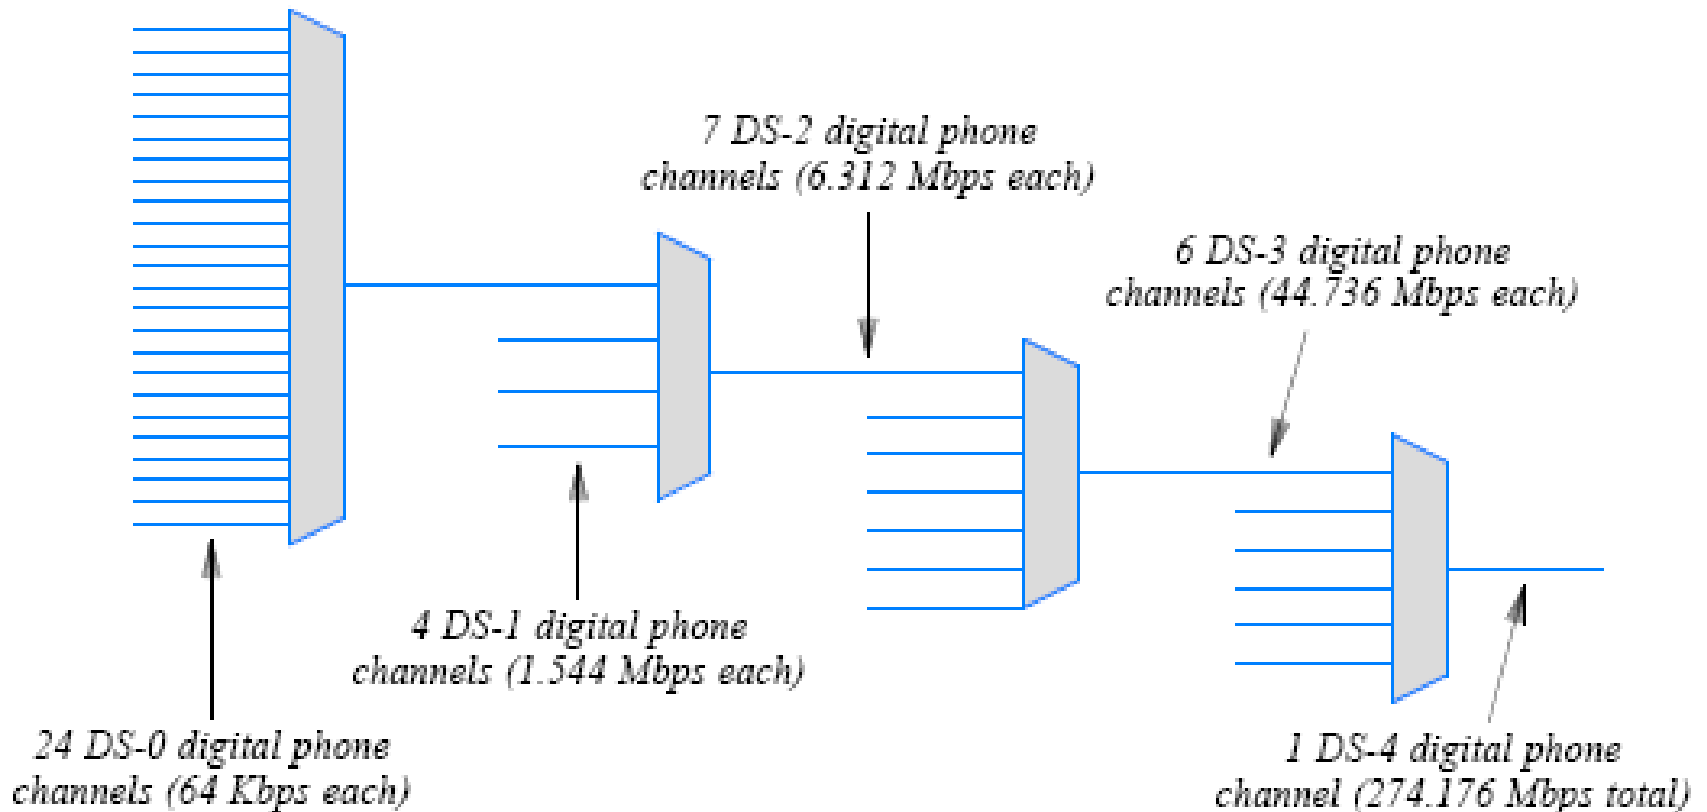 7 DS-2 digital phone
channels (6.312 Mbps each)
6 DS-3 digital phone
channels (44.736 Mbps each)
4 DS-1 digital phone
channels (1.544 Mbps each)
24 DS-0 digital phone
channels (64 Kbps each)
1 DS-4 digital phone
channel (274.176 Mbps total)